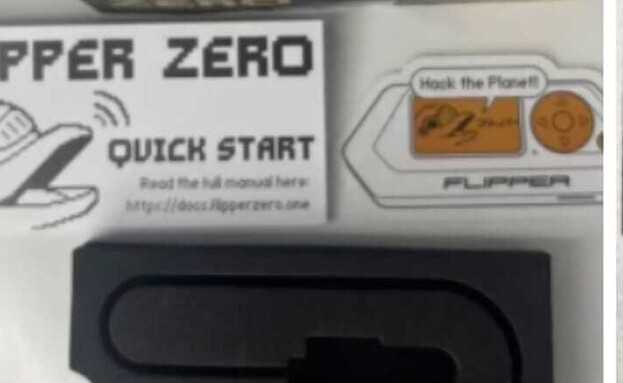 PPER ZERO
QUICK START
Read the full manual here:
https://docs.flipperzero.one
Hack the Planet!!
FLIPPER